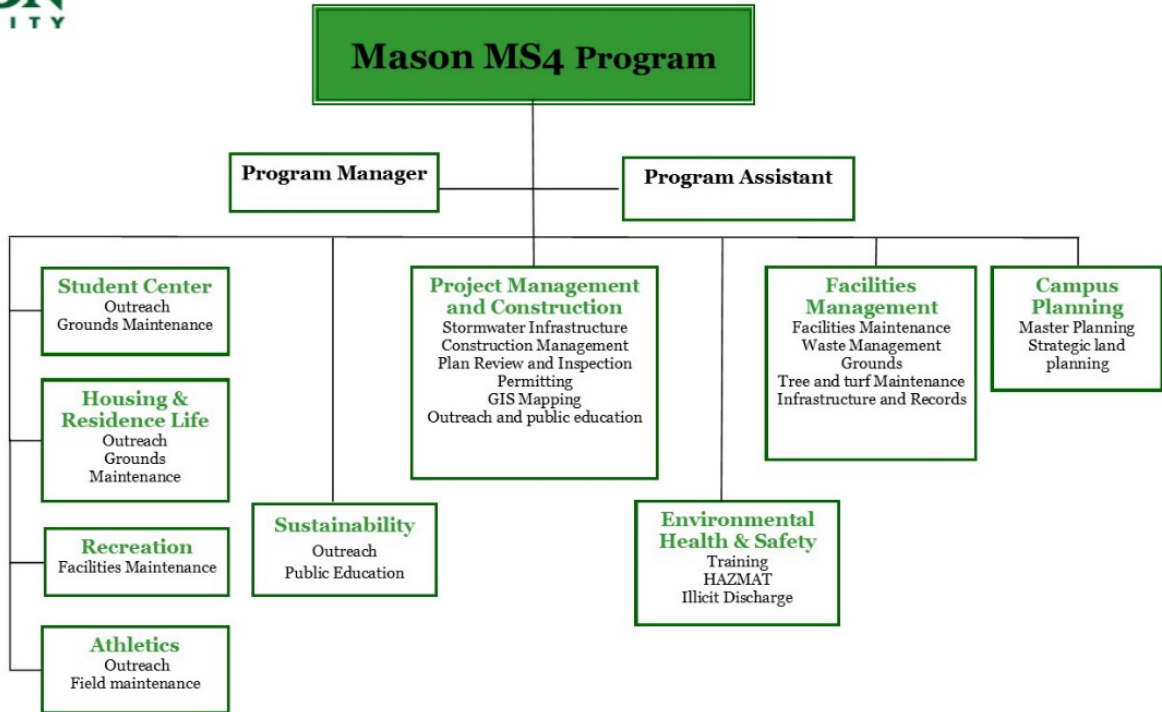 ITY
Mason MS4 Program
Program Manager
Program Assistant
Student Center
Outreach
Grounds Maintenance
Housing &
Residence Life
Outreach
Grounds
Maintenance
Recreation
Facilities Maintenance
Athletics
Outreach
Field maintenance
Sustainability
Outreach
Public Education
Project Management
and Construction
Stormwater Infrastructure
Construction Management
Plan Review and Inspection
Permitting
GIS Mapping
Outreach and public education
Environmental
Health & Safety
Training
HAZMAT
Illicit Discharge
Facilities
Management
Facilities Maintenance
Waste Management
Grounds
Tree and turf Maintenance
Infrastructure and Records
Campus
Planning
Master Planning
Strategic land
planning